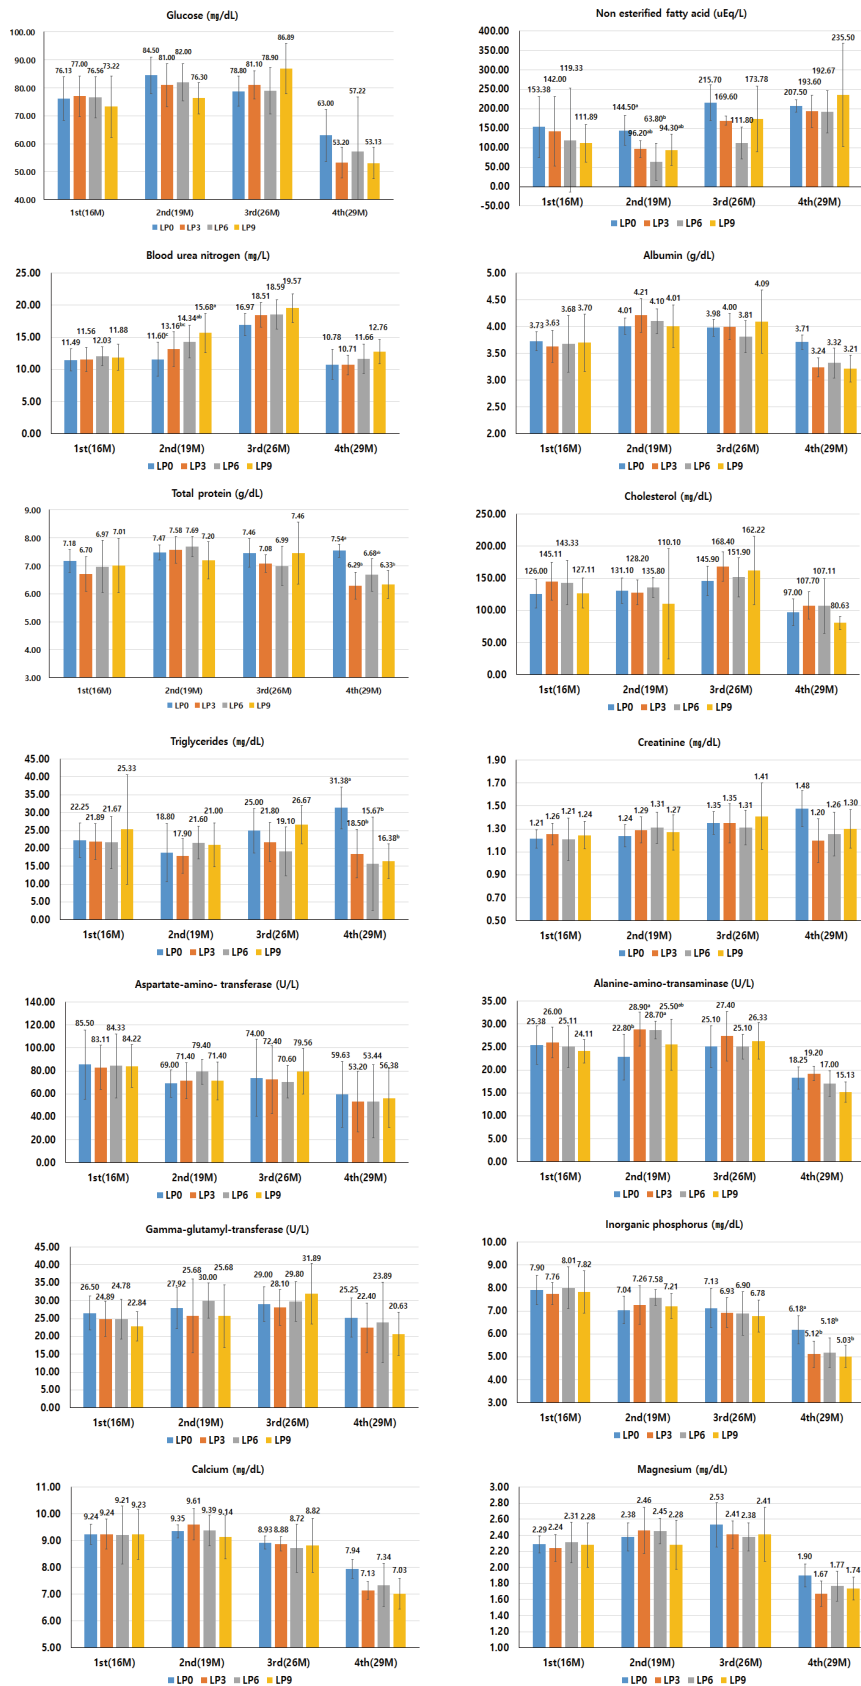 Glucose (㎎/dL)
100.00
90.00
80.00
70.00
60.00
50.00
40.00
76.13 77.00 76.56 73.22
84.50 81.00 82.00 76.30
78.80 81.10 78.90 86.89
63.00 53.20 57.22 53.13
1st(16M) 2nd(19M) 3rd(26M) 4th(29M)
LP0 LP3 LP6 LP9
Non esterified fatty acid (uEq/L)
400.00
350.00
300.00
250.00
200.00
150.00
100.00
50.00
0.00
-50.00
153.38 142.00 119.33 111.89
144.50ᵃ 96.20ᵃᵇ 63.80ᵇ 94.30ᵃᵇ
215.70 169.60 111.80 173.78
207.50 193.60 192.67 235.50
1st(16M) 2nd(19M) 3rd(26M) 4th(29M)
LP0 LP3 LP6 LP9
Blood urea nitrogen (㎎/L)
25.00
20.00
15.00
10.00
5.00
0.00
11.49 11.56 12.03 11.88
11.60ᶜ 13.16ᵇᶜ 14.34ᵃᵇ 15.68ᵃ
16.97 18.51 18.59 19.57
10.78 10.71 11.66 12.76
1st(16M) 2nd(19M) 3rd(26M) 4th(29M)
LP0 LP3 LP6 LP9
Albumin (g/dL)
5.00
4.50
4.00
3.50
3.00
2.50
2.00
3.73 3.63 3.68 3.70
4.01 4.21 4.10 4.01
3.98 4.00 3.81 4.09
3.71 3.24 3.32 3.21
1st(16M) 2nd(19M) 3rd(26M) 4th(29M)
LP0 LP3 LP6 LP9
Total protein (g/dL)
9.00
8.00
7.00
6.00
5.00
4.00
3.00
7.18 6.70 6.97 7.01
7.47 7.58 7.69 7.20
7.46 7.08 6.99 7.46
7.54ᵃ 6.29ᵇ 6.68ᵃᵇ 6.33ᵇ
1st(16M) 2nd(19M) 3rd(26M) 4th(29M)
LP0 LP3 LP6 LP9
Cholesterol (㎎/dL)
250.00
200.00
150.00
100.00
50.00
0.00
126.00 145.11 143.33 127.11
131.10 128.20 135.80 110.10
145.90 168.40 151.90 162.22
97.00 107.70 107.11 80.63
1st(16M) 2nd(19M) 3rd(26M) 4th(29M)
LP0 LP3 LP6 LP9
Triglycerides (㎎/dL)
45.00
40.00
35.00
30.00
25.00
20.00
15.00
10.00
5.00
0.00
22.25 21.89 21.67 25.33
18.80 17.90 21.60 21.00
25.00 21.80 19.10 26.67
31.38ᵃ 18.50ᵇ 15.67ᵇ 16.38ᵇ
1st(16M) 2nd(19M) 3rd(26M) 4th(29M)
LP0 LP3 LP6 LP9
Creatinine (㎎/dL)
1.90
1.70
1.50
1.30
1.10
0.90
0.70
0.50
1.21 1.26 1.21 1.24
1.24 1.29 1.31 1.27
1.35 1.35 1.31 1.41
1.48 1.20 1.26 1.30
1st(16M) 2nd(19M) 3rd(26M) 4th(29M)
LP0 LP3 LP6 LP9
Aspartate-amino- transferase (U/L)
140.00
120.00
100.00
80.00
60.00
40.00
20.00
0.00
85.50 83.11 84.33 84.22
69.00 71.40 79.40 71.40
74.00 72.40 70.60 79.56
59.63 53.20 53.44 56.38
1st(16M) 2nd(19M) 3rd(26M) 4th(29M)
LP0 LP3 LP6 LP9
Alanine-amino-transaminase (U/L)
35.00
30.00
25.00
20.00
15.00
10.00
5.00
0.00
25.38 26.00 25.11 24.11
22.80ᵇ 28.90ᵃ 28.70ᵃ 25.50ᵃᵇ
25.10 27.40 25.10 26.33
18.25 19.20 17.00 15.13
1st(16M) 2nd(19M) 3rd(26M) 4th(29M)
LP0 LP3 LP6 LP9
Gamma-glutamyl-transferase (U/L)
45.00
40.00
35.00
30.00
25.00
20.00
15.00
10.00
5.00
0.00
26.50 24.89 24.78 22.84
27.92 25.68 30.00 25.68
29.00 28.10 29.80 31.89
25.25 22.40 23.89 20.63
1st(16M) 2nd(19M) 3rd(26M) 4th(29M)
LP0 LP3 LP6 LP9
Inorganic phosphorus (㎎/dL)
10.00
9.00
8.00
7.00
6.00
5.00
4.00
3.00
7.90 7.76 8.01 7.82
7.04 7.26 7.58 7.21
7.13 6.93 6.90 6.78
6.18ᵃ 5.12ᵇ 5.18ᵇ 5.03ᵇ
1st(16M) 2nd(19M) 3rd(26M) 4th(29M)
LP0 LP3 LP6 LP9
Calcium (㎎/dL)
11.00
10.00
9.00
8.00
7.00
6.00
5.00
9.24 9.24 9.21 9.23
9.35 9.61 9.39 9.14
8.93 8.88 8.72 8.82
7.94 7.13 7.34 7.03
1st(16M) 2nd(19M) 3rd(26M) 4th(29M)
LP0 LP3 LP6 LP9
Magnesium (㎎/dL)
3.00
2.80
2.60
2.40
2.20
2.00
1.80
1.60
1.40
1.20
1.00
2.29 2.24 2.31 2.28
2.38 2.46 2.45 2.28
2.53 2.41 2.38 2.41
1.90 1.67 1.77 1.74
1st(16M) 2nd(19M) 3rd(26M) 4th(29M)
LP0 LP3 LP6 LP9